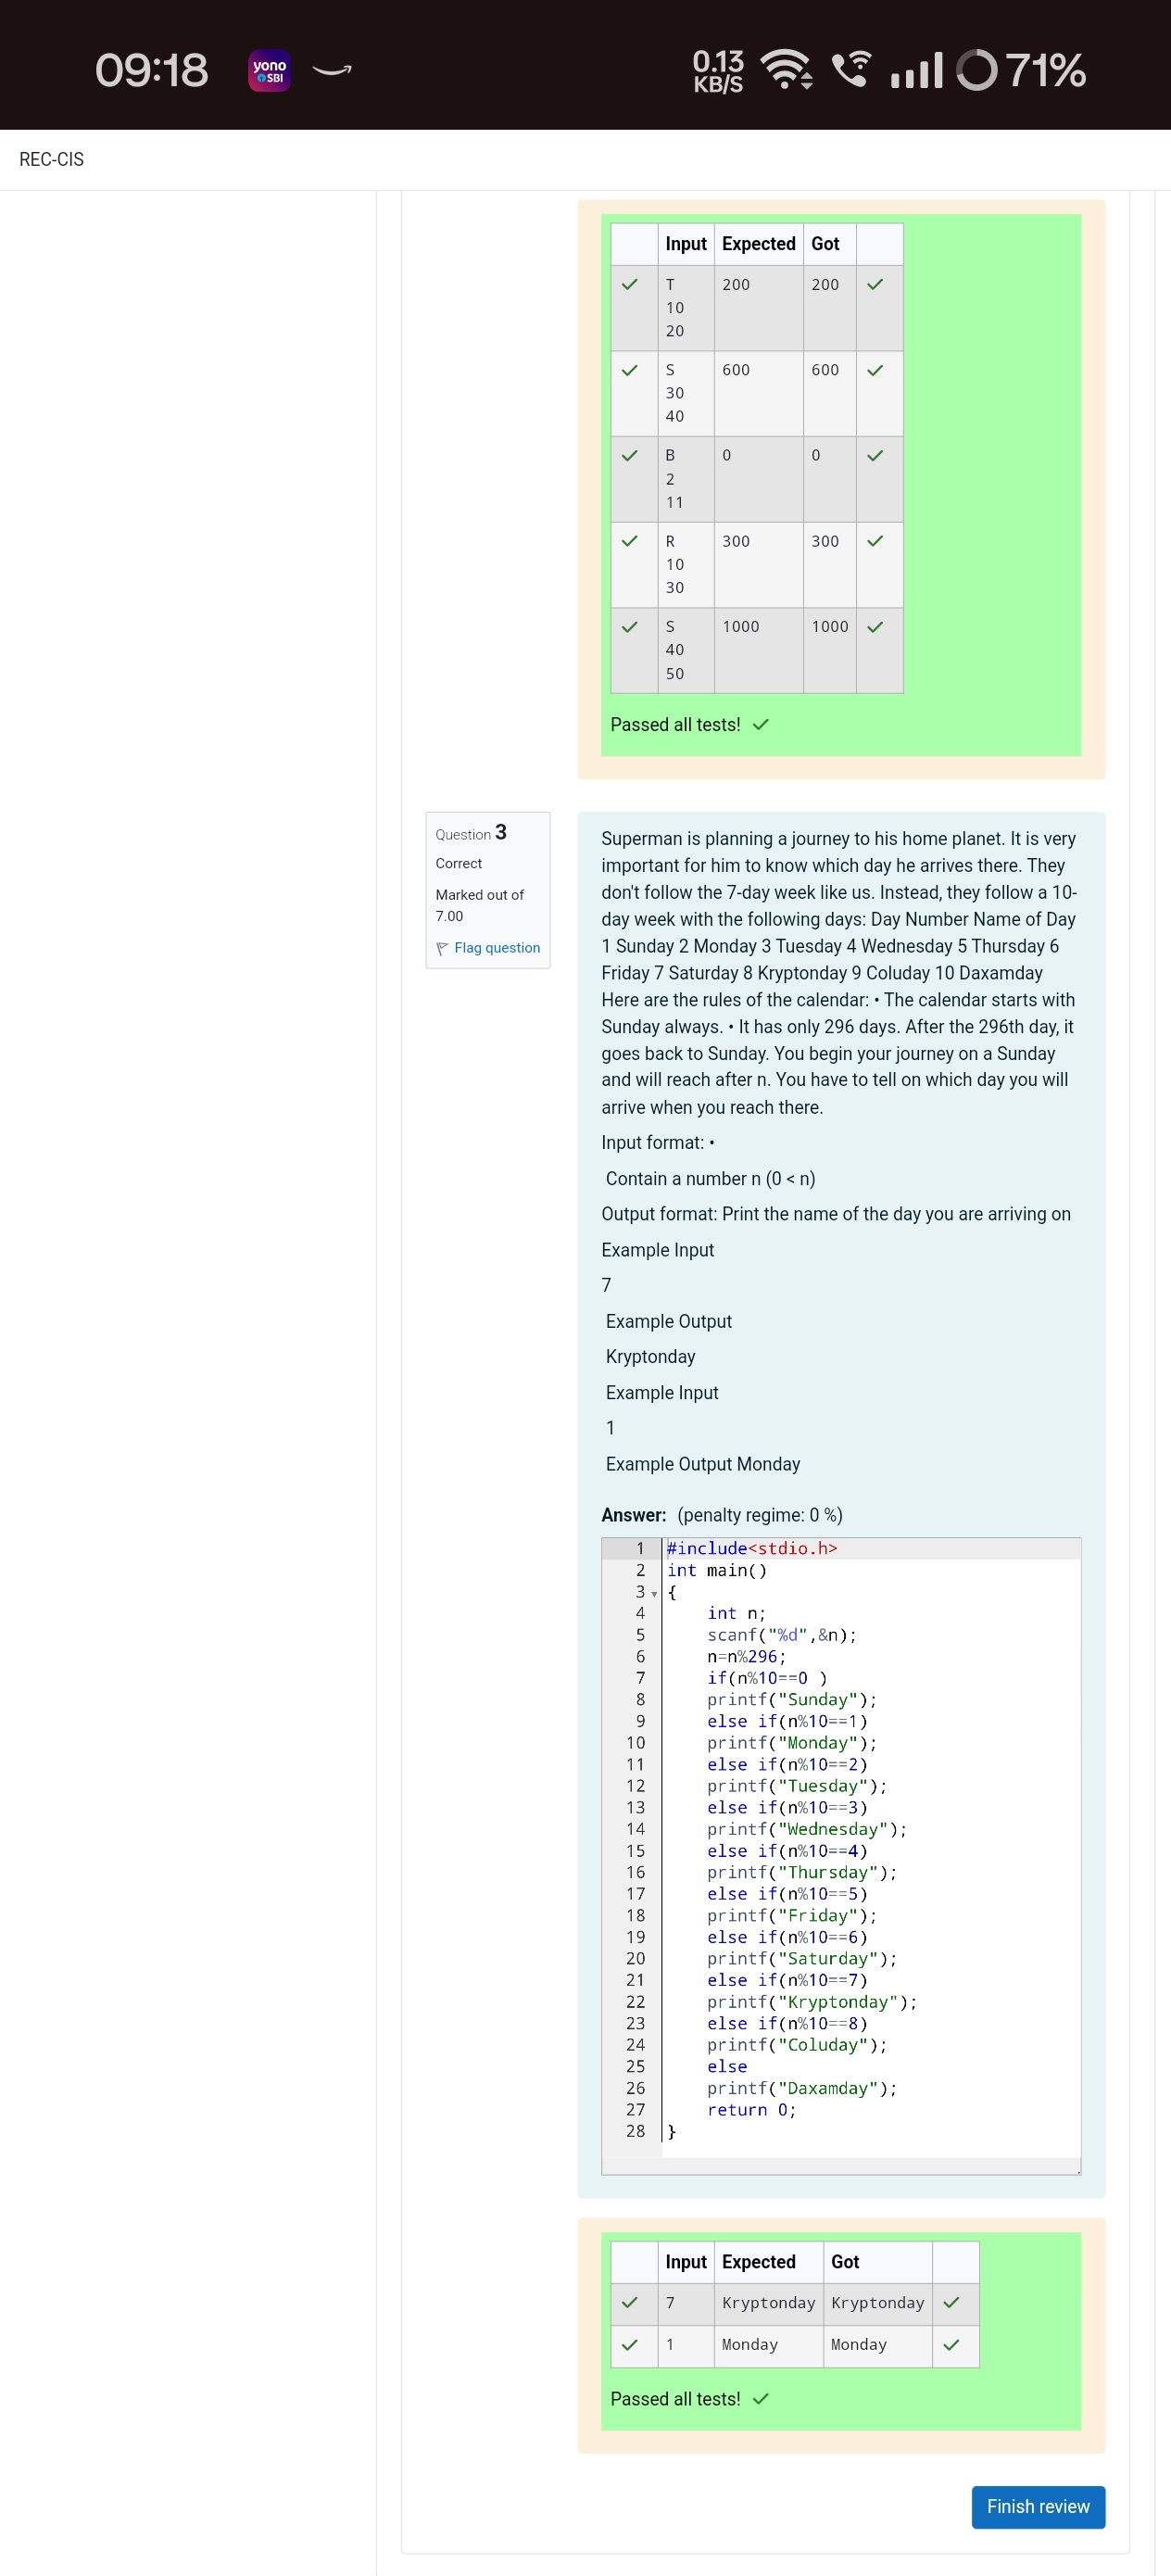 09:18
yono
SBI
0.13
KB/S
71%
REC-CIS
Input Expected Got
T 200 200
10
20
S 600 600
30
40
B 0 0
2
11
R 300 300
10
30
S 1000 1000
40
50
Passed all tests!
Question 3
Correct
Marked out of
7.00
Flag question
Superman is planning a journey to his home planet. It is very
important for him to know which day he arrives there. They
don't follow the 7-day week like us. Instead, they follow a 10-
day week with the following days: Day Number Name of Day
1 Sunday 2 Monday 3 Tuesday 4 Wednesday 5 Thursday 6
Friday 7 Saturday 8 Kryptonday 9 Coluday 10 Daxamday
Here are the rules of the calendar: • The calendar starts with
Sunday always. • It has only 296 days. After the 296th day, it
goes back to Sunday. You begin your journey on a Sunday
and will reach after n. You have to tell on which day you will
arrive when you reach there.
Input format: •
Contain a number n (0 < n)
Output format: Print the name of the day you are arriving on
Example Input
7
Example Output
Kryptonday
Example Input
1
Example Output Monday
Answer: (penalty regime: 0 %)
1 #include<stdio.h>
2 int main()
3 {
4 int n;
5 scanf("%d",&n);
6 n=n%296;
7 if(n%10==0 )
8 printf("Sunday");
9 else if(n%10==1)
10 printf("Monday");
11 else if(n%10==2)
12 printf("Tuesday");
13 else if(n%10==3)
14 printf("Wednesday");
15 else if(n%10==4)
16 printf("Thursday");
17 else if(n%10==5)
18 printf("Friday");
19 else if(n%10==6)
20 printf("Saturday");
21 else if(n%10==7)
22 printf("Kryptonday");
23 else if(n%10==8)
24 printf("Coluday");
25 else
26 printf("Daxamday");
27 return 0;
28 }
Input Expected Got
7 Kryptonday Kryptonday
1 Monday Monday
Passed all tests!
Finish review